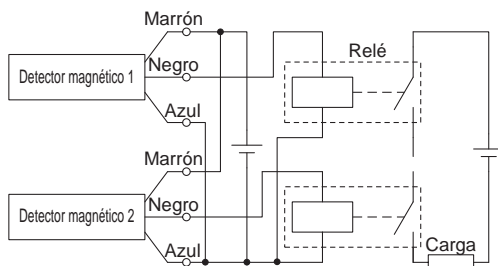 Marrón
Detector magnético 1
Negro
Azul
Relé
Marrón
Detector magnético 2
Negro
Azul
Carga